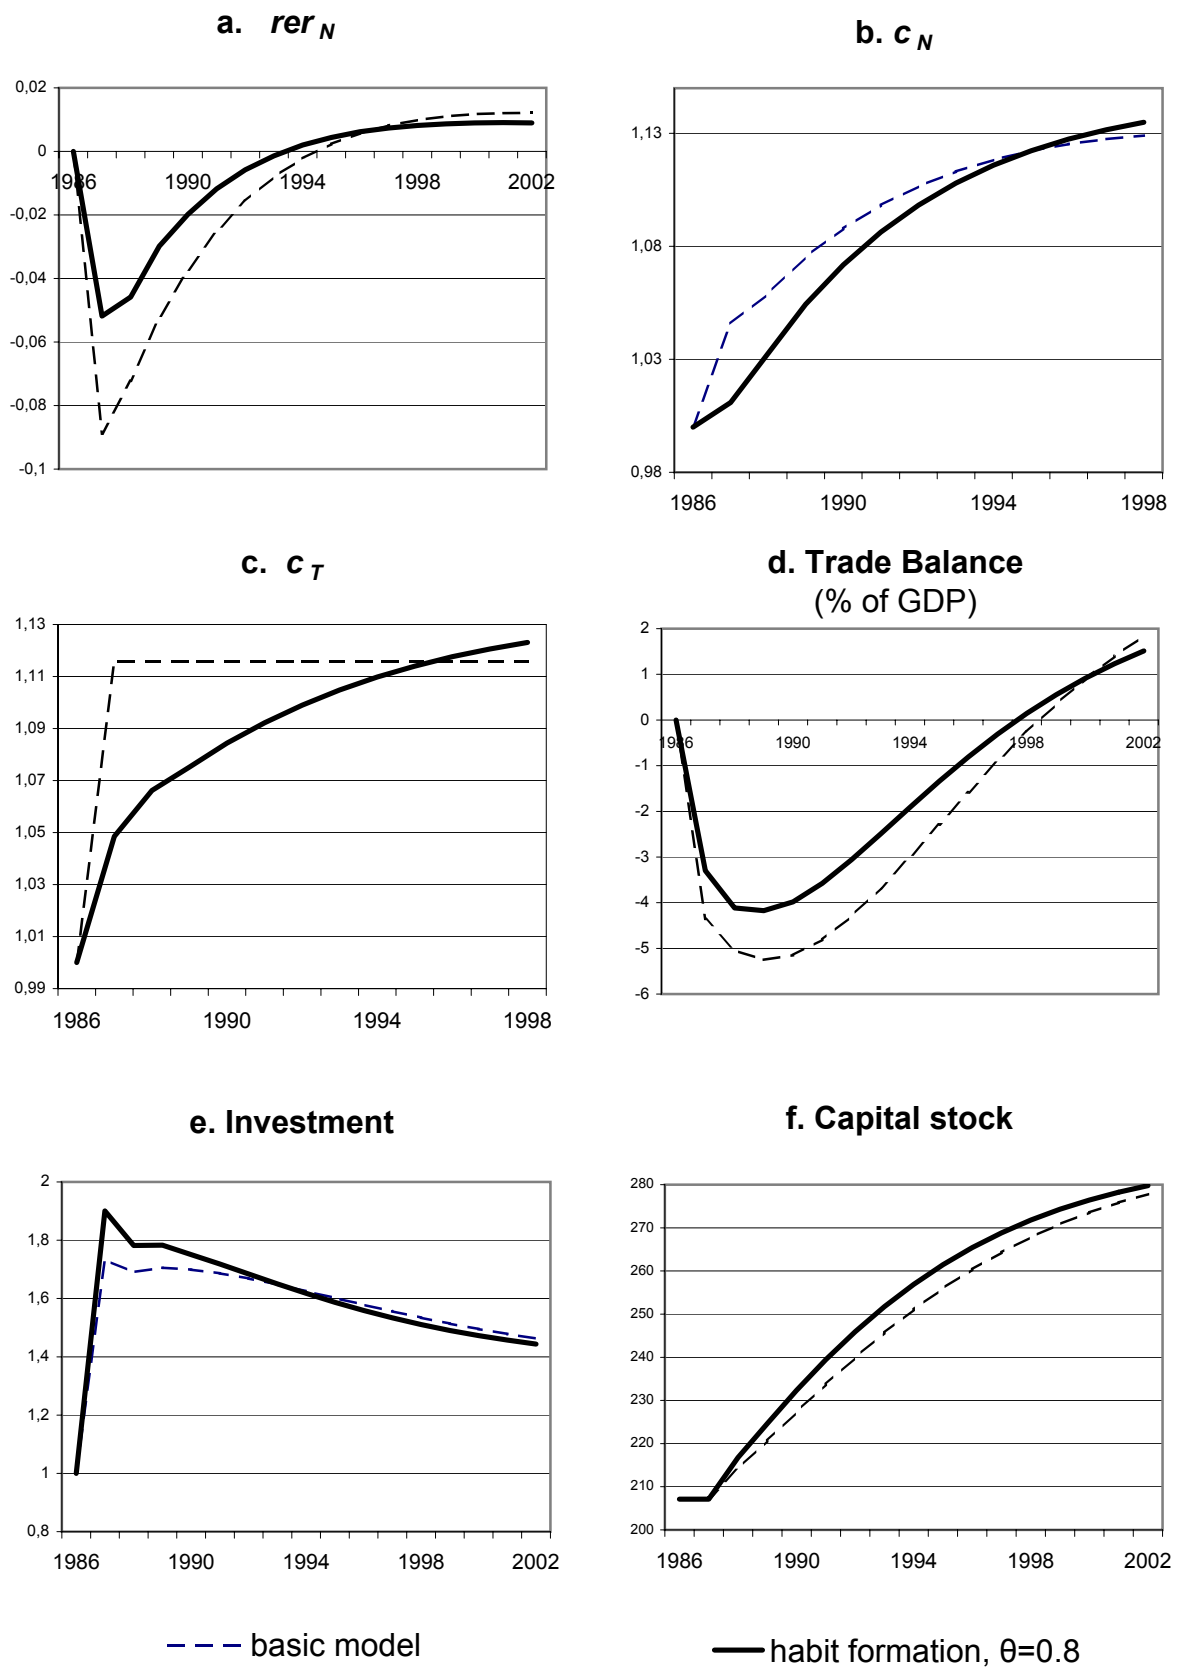 a. rer N
0,02
0
1986 1990 1994 1998 2002
-0,02
-0,04
-0,06
-0,08
-0,1
b. c N
1,13
1,08
1,03
0,98
1986 1990 1994 1998
c. c T
1,13
1,11
1,09
1,07
1,05
1,03
1,01
0,99
1986 1990 1994 1998
d. Trade Balance
(% of GDP)
2
1
0
1986 1990 1994 1998 2002
-1
-2
-3
-4
-5
-6
e. Investment
2
1,8
1,6
1,4
1,2
1
0,8
1986 1990 1994 1998 2002
f. Capital stock
280
270
260
250
240
230
220
210
200
1986 1990 1994 1998 2002
basic model
habit formation, θ=0.8